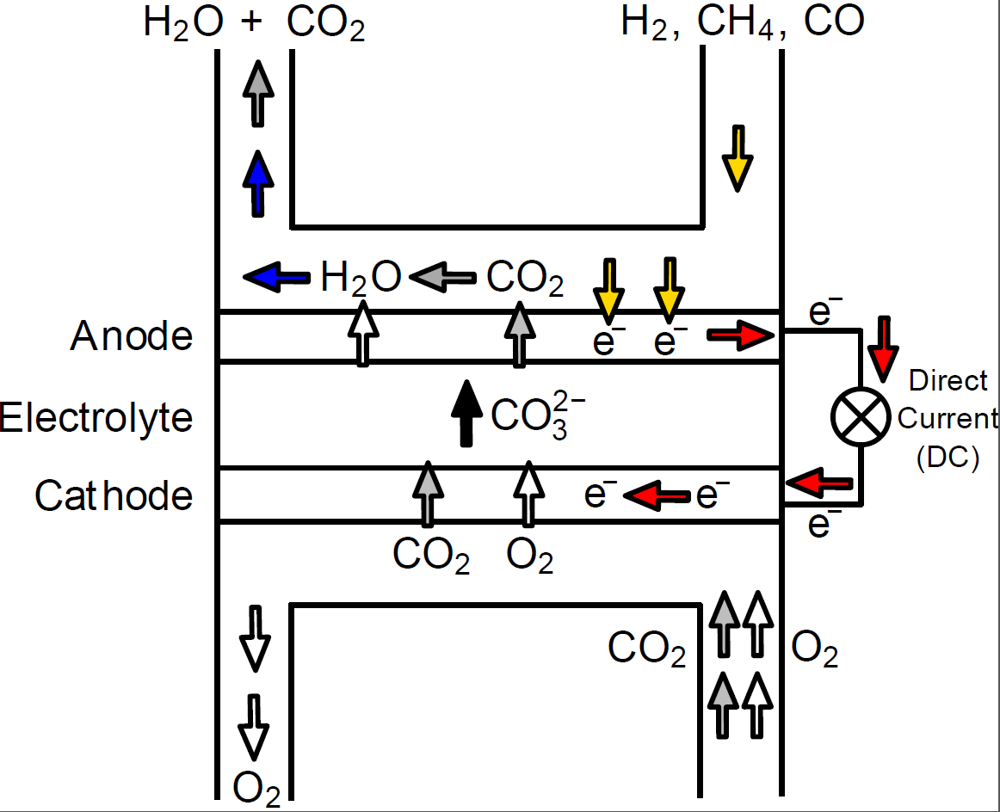 H₂O + CO₂
H₂, CH₄, CO
H₂O
CO₂
Anode
e⁻
e⁻
e⁻
Direct
Current
(DC)
Electrolyte
CO₃²⁻
Cathode
e⁻
e⁻
e⁻
CO₂
O₂
CO₂
O₂
O₂